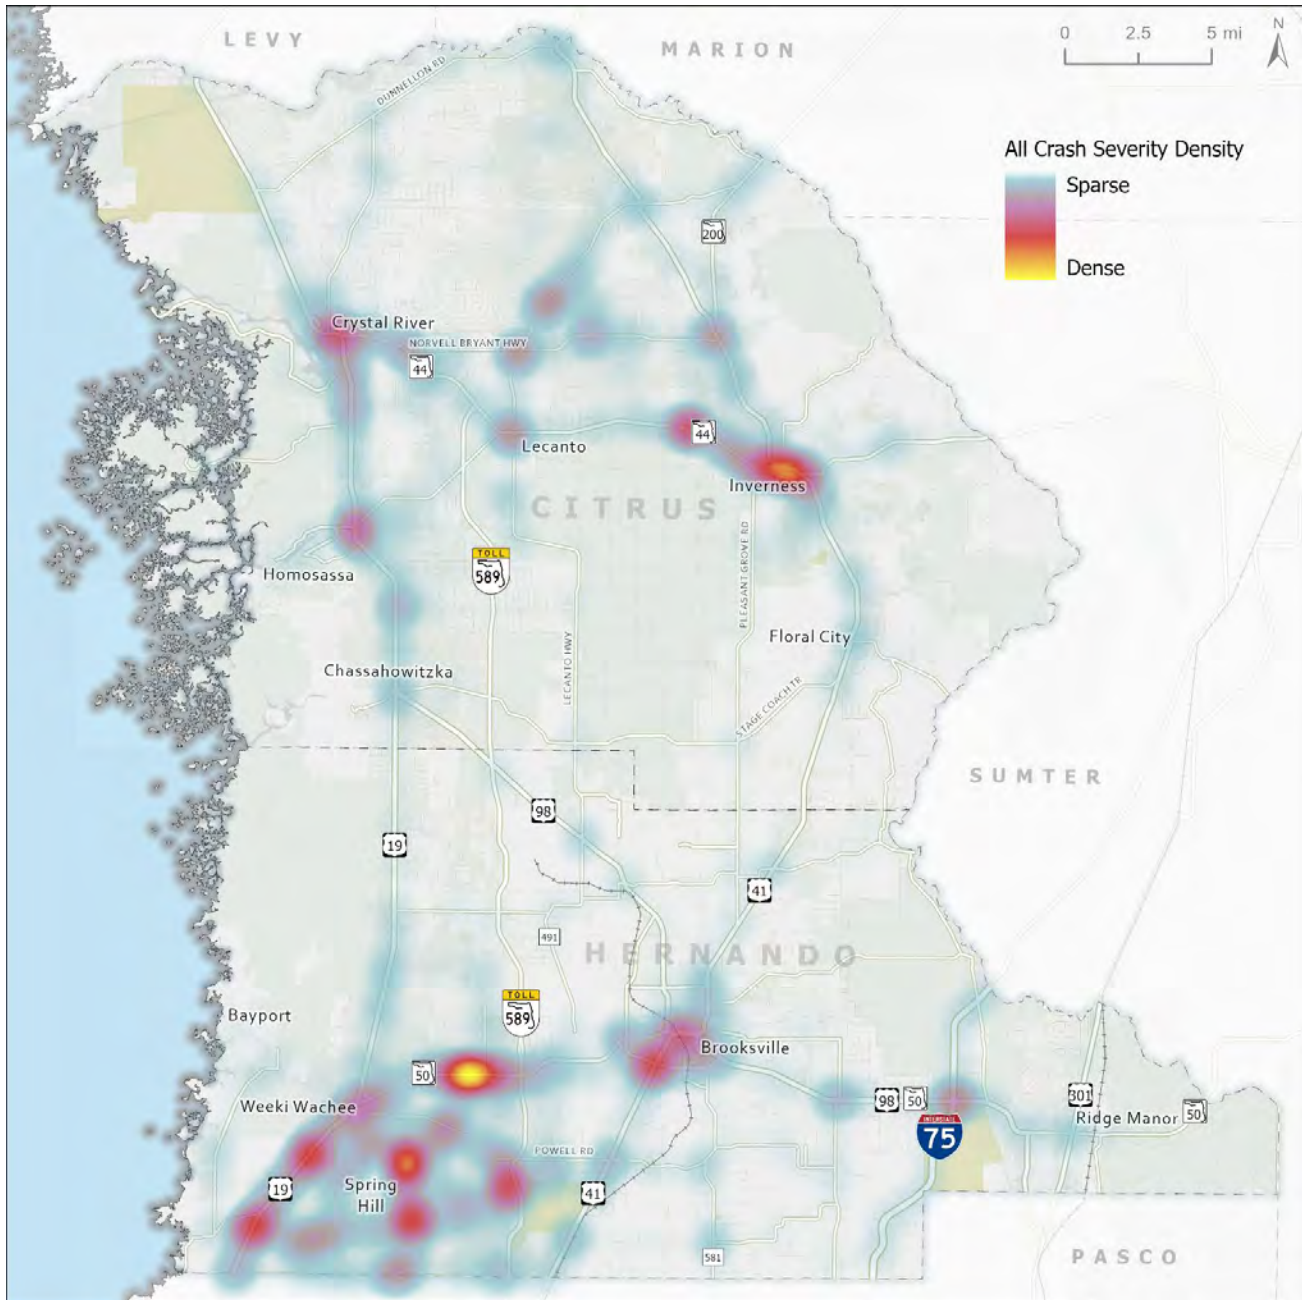 LEVY
MARION
0 2.5 5 mi
N
DUNNELLON RD
All Crash Severity Density
Sparse
Dense
200
Crystal River
NORVELL BRYANT HWY
44
44
Lecanto
Inverness
CITRUS
TOLL
589
Homosassa
PLEASANT GROVE RD
Floral City
LECANTO HWY
Chassahowitzka
STAGE COACH TR
SUMTER
98
19
41
491
HERNANDO
TOLL
589
Bayport
Brooksville
50
Weeki Wachee
98
50
301
Ridge Manor
50
INTERSTATE
75
POWELL RD
19
Spring
Hill
41
581
PASCO